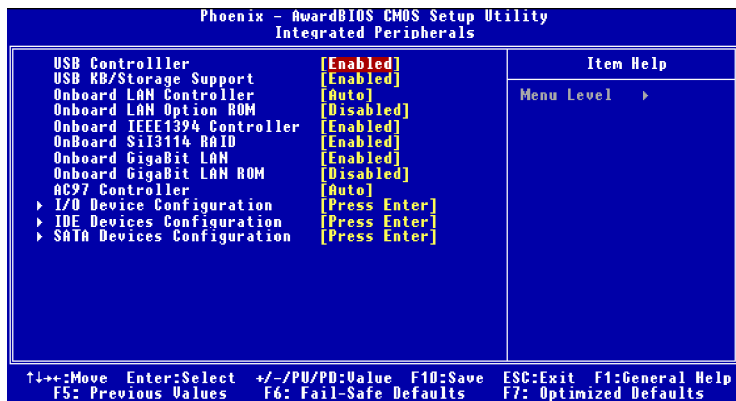 Phoenix - AwardBIOS CMOS Setup Utility
Integrated Peripherals
USB Controlller [Enabled]
USB KB/Storage Support [Enabled]
Onboard LAN Controller [Auto]
Onboard LAN Option ROM [Disabled]
Onboard IEEE1394 Controller [Enabled]
OnBoard SiI3114 RAID [Enabled]
Onboard GigaBit LAN [Enabled]
Onboard GigaBit LAN ROM [Disabled]
AC97 Controller [Auto]
▸ I/O Device Configuration [Press Enter]
▸ IDE Devices Configuration [Press Enter]
▸ SATA Devices Configuration [Press Enter]
Item Help
Menu Level ▸
↑↓→←:Move Enter:Select +/-/PU/PD:Value F10:Save ESC:Exit F1:General Help
F5: Previous Values F6: Fail-Safe Defaults F7: Optimized Defaults